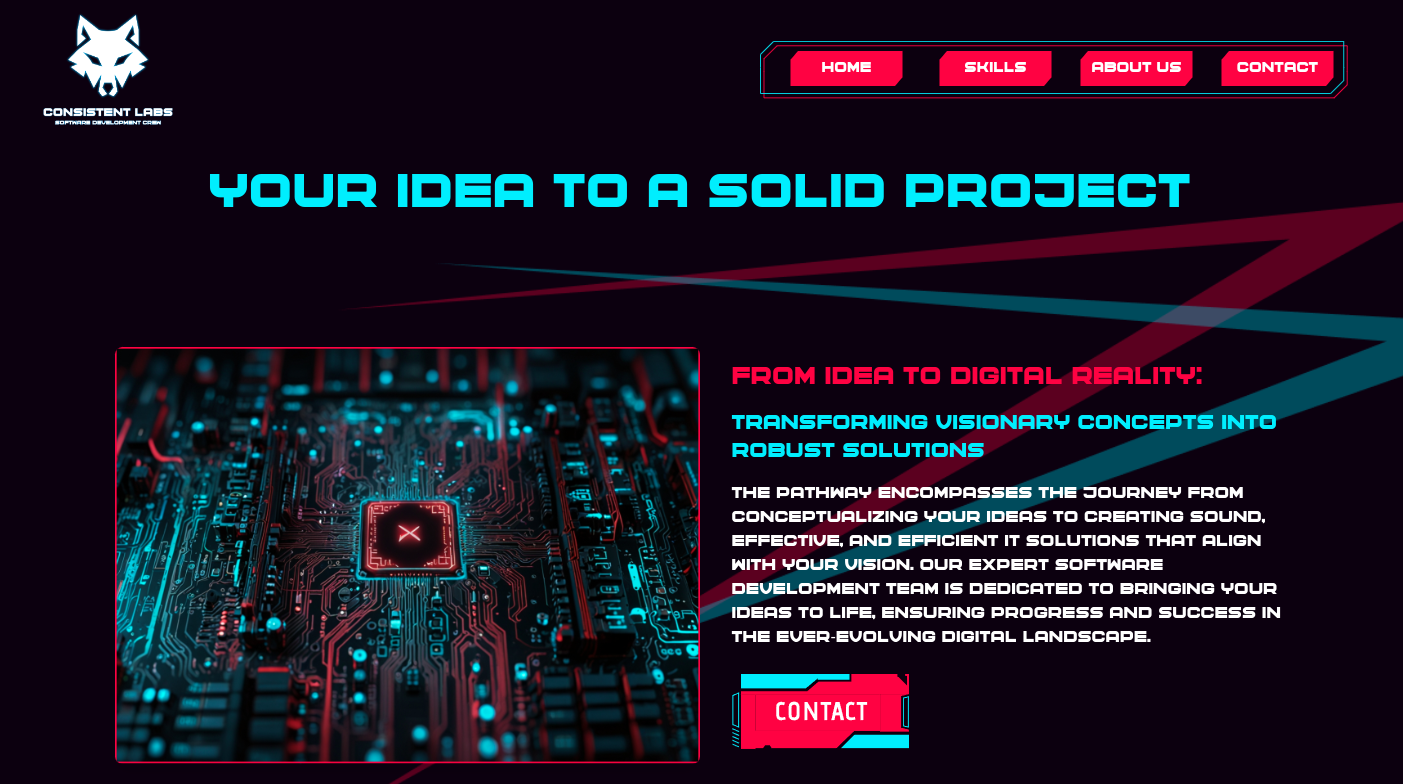 CONSISTENT LABS
SOFTWARE DEVELOPMENT CREW
HOME
SKILLS
ABOUT US
CONTACT
YOUR IDEA TO A SOLID PROJECT
FROM IDEA TO DIGITAL REALITY:
TRANSFORMING VISIONARY CONCEPTS INTO
ROBUST SOLUTIONS
THE PATHWAY ENCOMPASSES THE JOURNEY FROM
CONCEPTUALIZING YOUR IDEAS TO CREATING SOUND,
EFFECTIVE, AND EFFICIENT IT SOLUTIONS THAT ALIGN
WITH YOUR VISION. OUR EXPERT SOFTWARE
DEVELOPMENT TEAM IS DEDICATED TO BRINGING YOUR
IDEAS TO LIFE, ENSURING PROGRESS AND SUCCESS IN
THE EVER-EVOLVING DIGITAL LANDSCAPE.
CONTACT